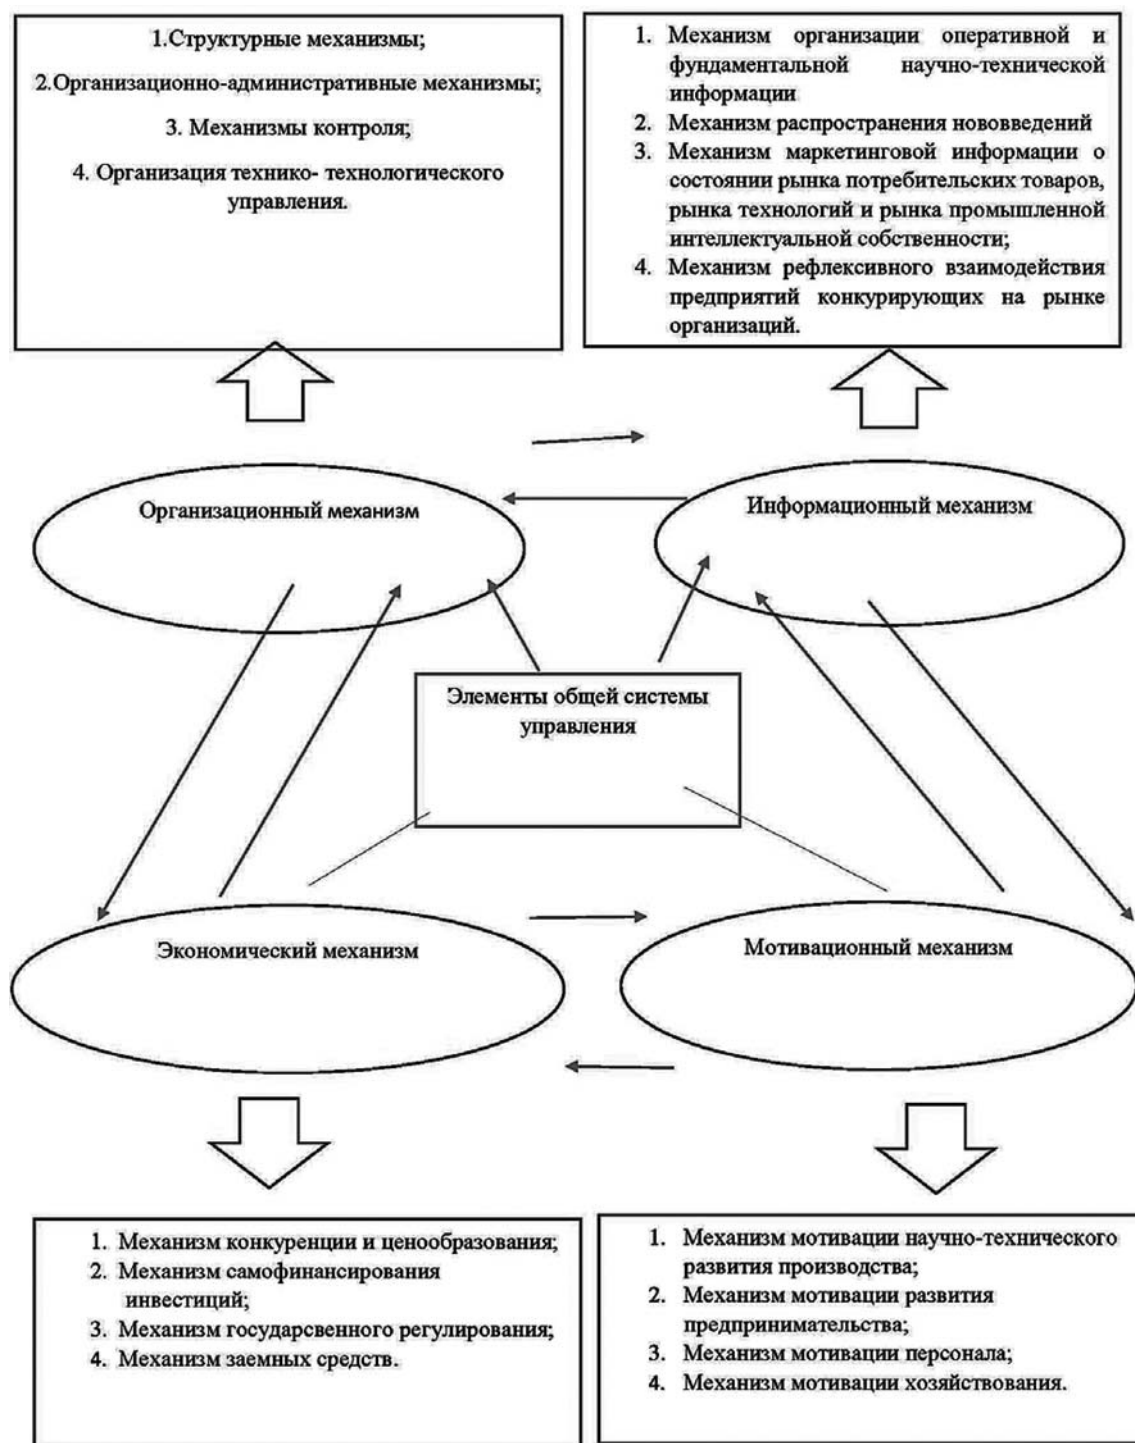 1.Структурные механизмы;
2.Организационно-административные механизмы;
3. Механизмы контроля;
4. Организация технико- технологического
управления.
1. Механизм организации оперативной и
фундаментальной научно-технической
информации
2. Механизм распространения нововведений
3. Механизм маркетинговой информации о
состоянии рынка потребительских товаров,
рынка технологий и рынка промышленной
интеллектуальной собственности;
4. Механизм рефлексивного взаимодействия
предприятий конкурирующих на рынке
организаций.
Организационный механизм
Информационный механизм
Элементы общей системы
управления
Экономический механизм
Мотивационный механизм
1. Механизм конкуренции и ценообразования;
2. Механизм самофинансирования
инвестиций;
3. Механизм государсвенного регулирования;
4. Механизм заемных средств.
1. Механизм мотивации научно-технического
развития производства;
2. Механизм мотивации развития
предпринимательства;
3. Механизм мотивации персонала;
4. Механизм мотивации хозяйствования.